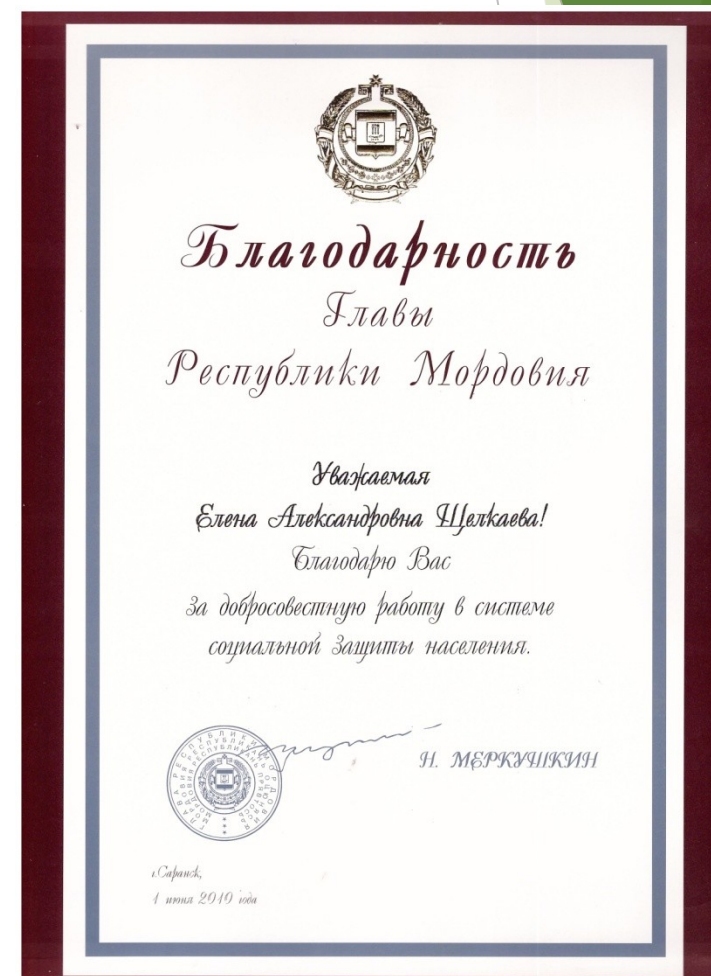 Благодарность
Главы
Республики Мордовия
Уважаемая
Елена Александровна Щелкаева!
Благодарю Вас
за добросовестную работу в системе
социальной защиты населения.
Н. МЕРКУШКИН
г.Саранск,
1 июня 2010 года